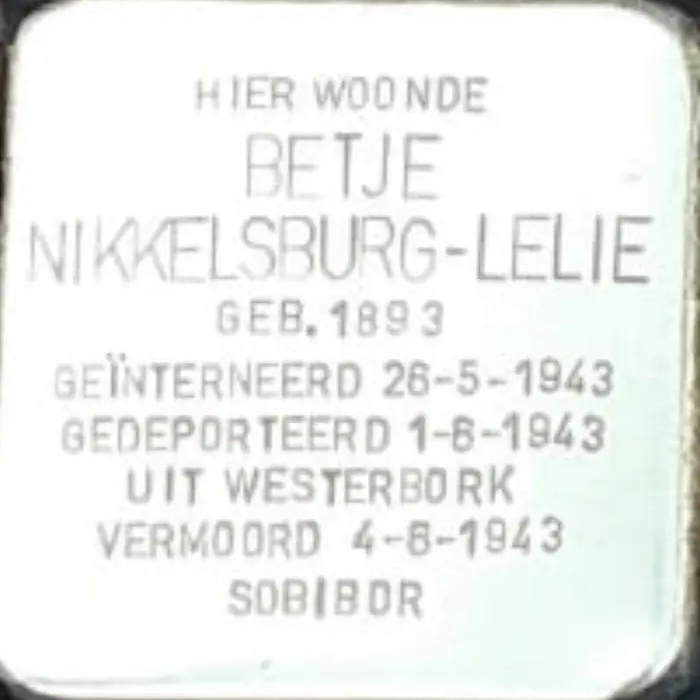 HIER WOONDE
BETJE
NIKKELSBURG-LELIE
GEB.1893
GEÏNTERNEERD 26-5-1943
GEDEPORTEERD 1-6-1943
UIT WESTERBORK
VERMOORD 4-6-1943
SOBIBOR